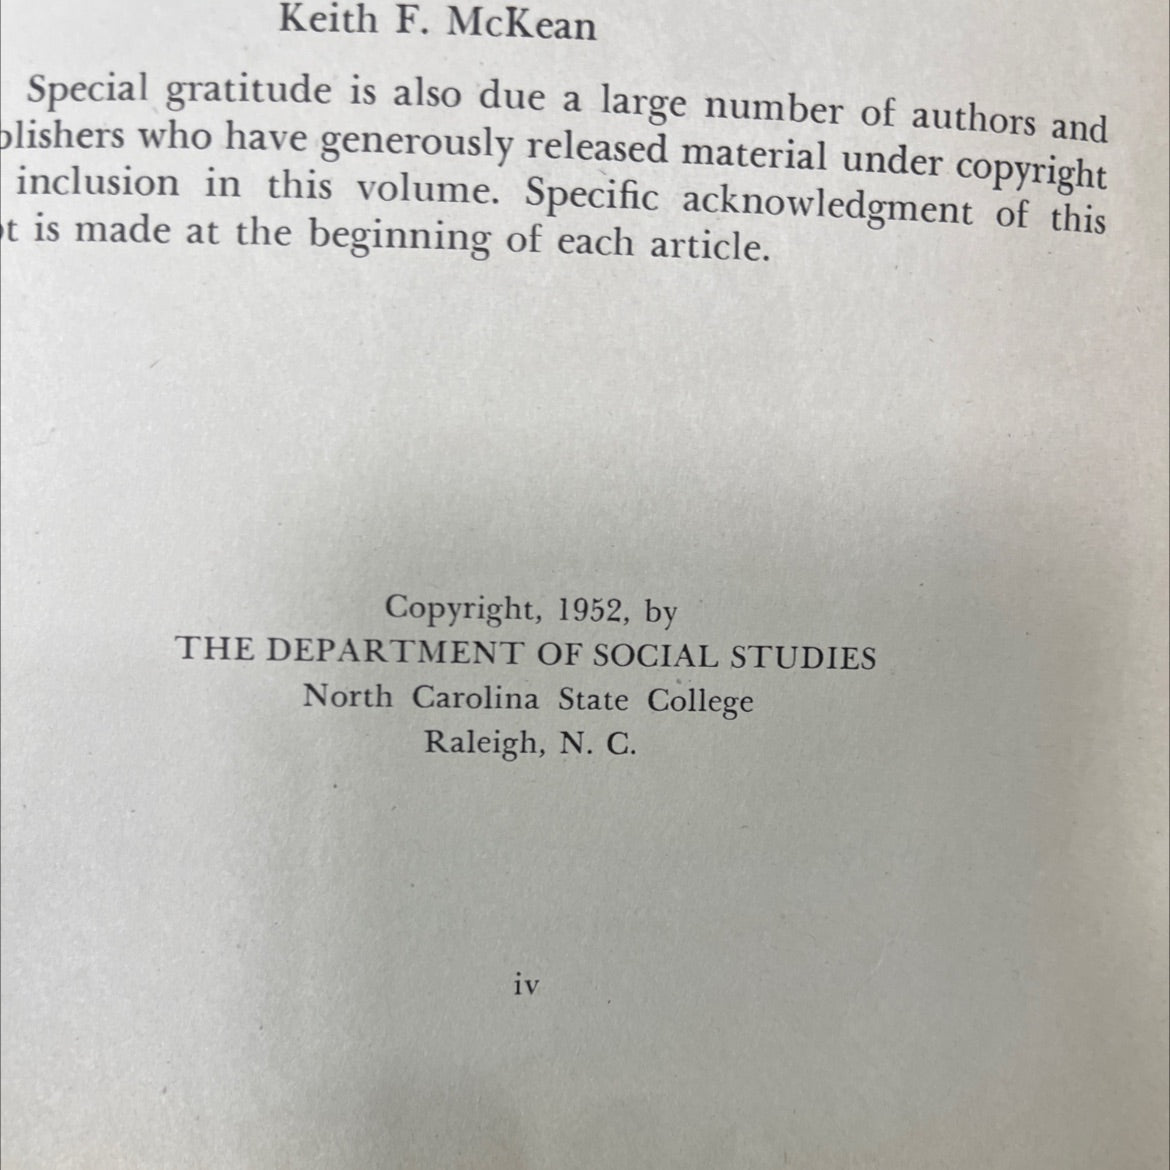 Keith F. McKean
Special gratitude is also due a large number of authors and
who have generously released material under copyright
inclusion in this volume. Specific acknowledgment of this
is made at the beginning of each article.
Copyright, 1952, by
THE DEPARTMENT OF SOCIAL STUDIES
North Carolina State College
Raleigh, N. C.
iv